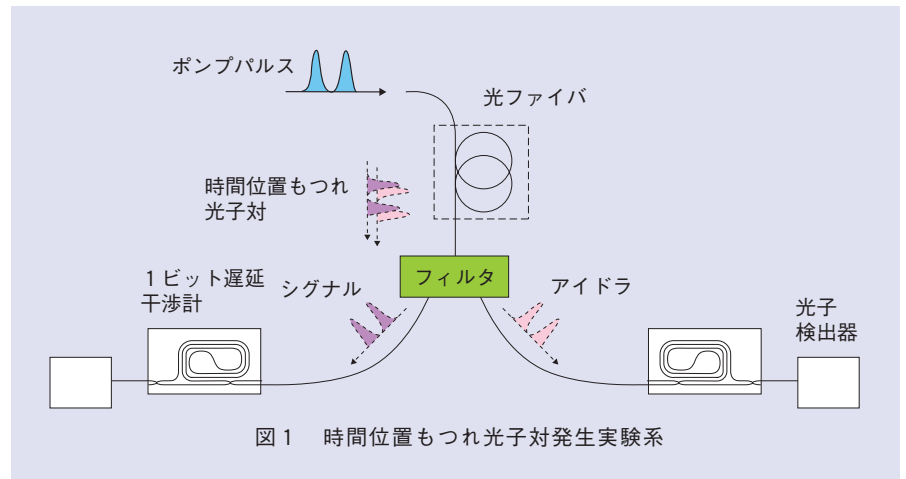 ポンプパルス
光ファイバ
時間位置もつれ
光子対
フィルタ
1ビット遅延
干渉計
シグナル
アイドラ
光子
検出器
図1 時間位置もつれ光子対発生実験系